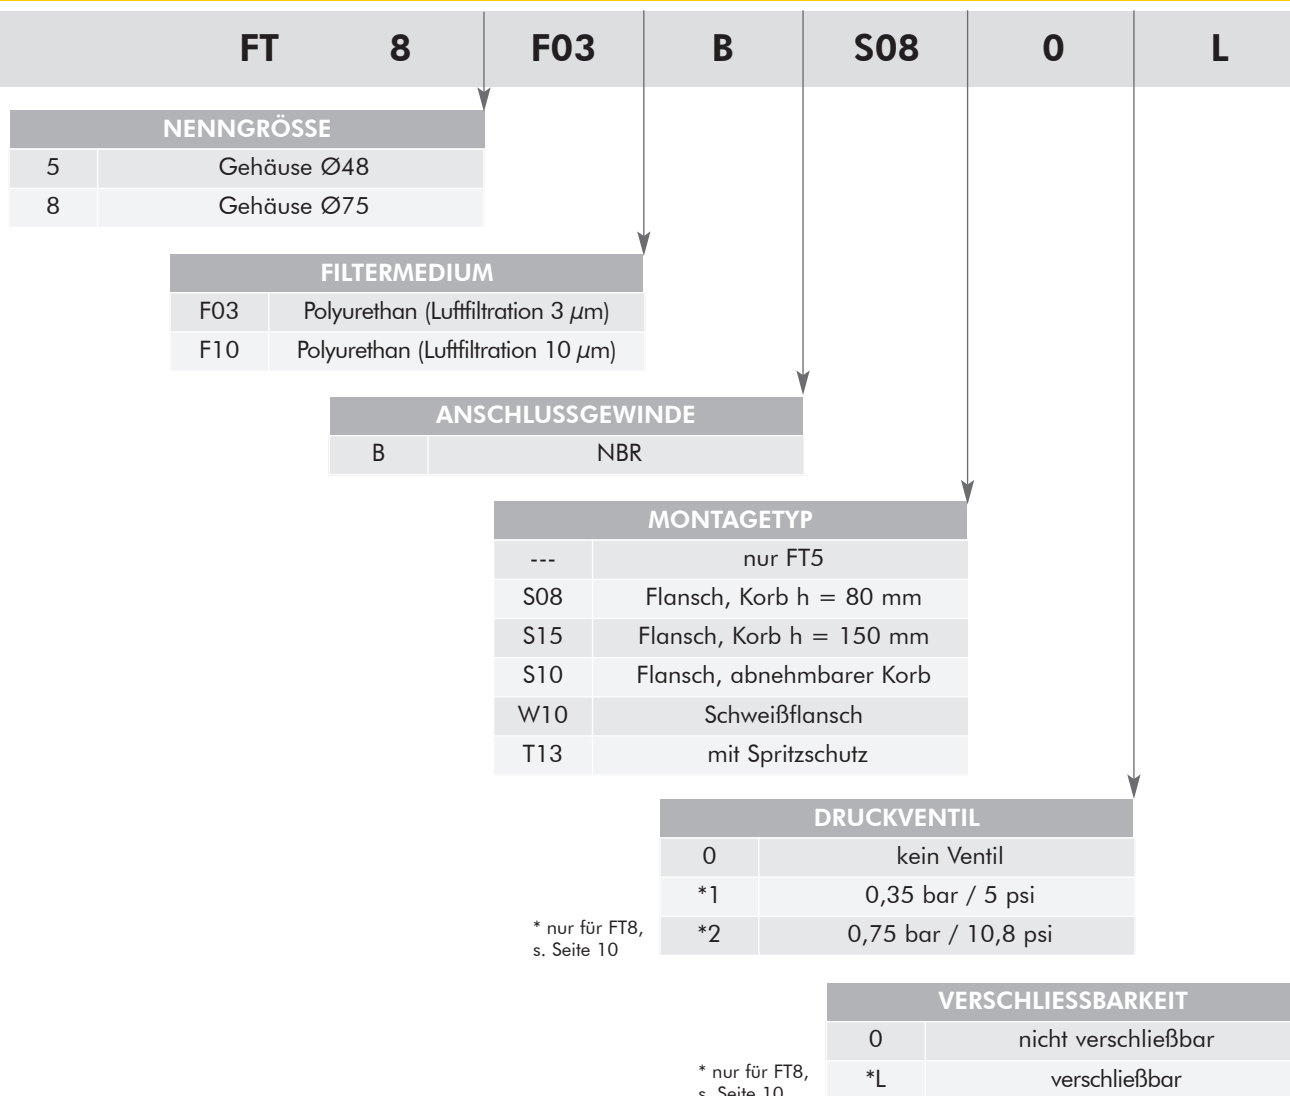 FT 8 F03 B S08 0 L
NENNGRÖSSE
5 Gehäuse Ø48
8 Gehäuse Ø75
FILTERMEDIUM
F03 Polyurethan (Luftfiltration 3 µm)
F10 Polyurethan (Luftfiltration 10 µm)
ANSCHLUSSGEWINDE
B NBR
MONTAGETYP
--- nur FT5
S08 Flansch, Korb h = 80 mm
S15 Flansch, Korb h = 150 mm
S10 Flansch, abnehmbarer Korb
W10 Schweißflansch
T13 mit Spritzschutz
DRUCKVENTIL
0 kein Ventil
*1 0,35 bar / 5 psi
*2 0,75 bar / 10,8 psi
* nur für FT8,
s. Seite 10
VERSCHLIESSBARKEIT
0 nicht verschließbar
*L verschließbar
* nur für FT8,
s. Seite 10